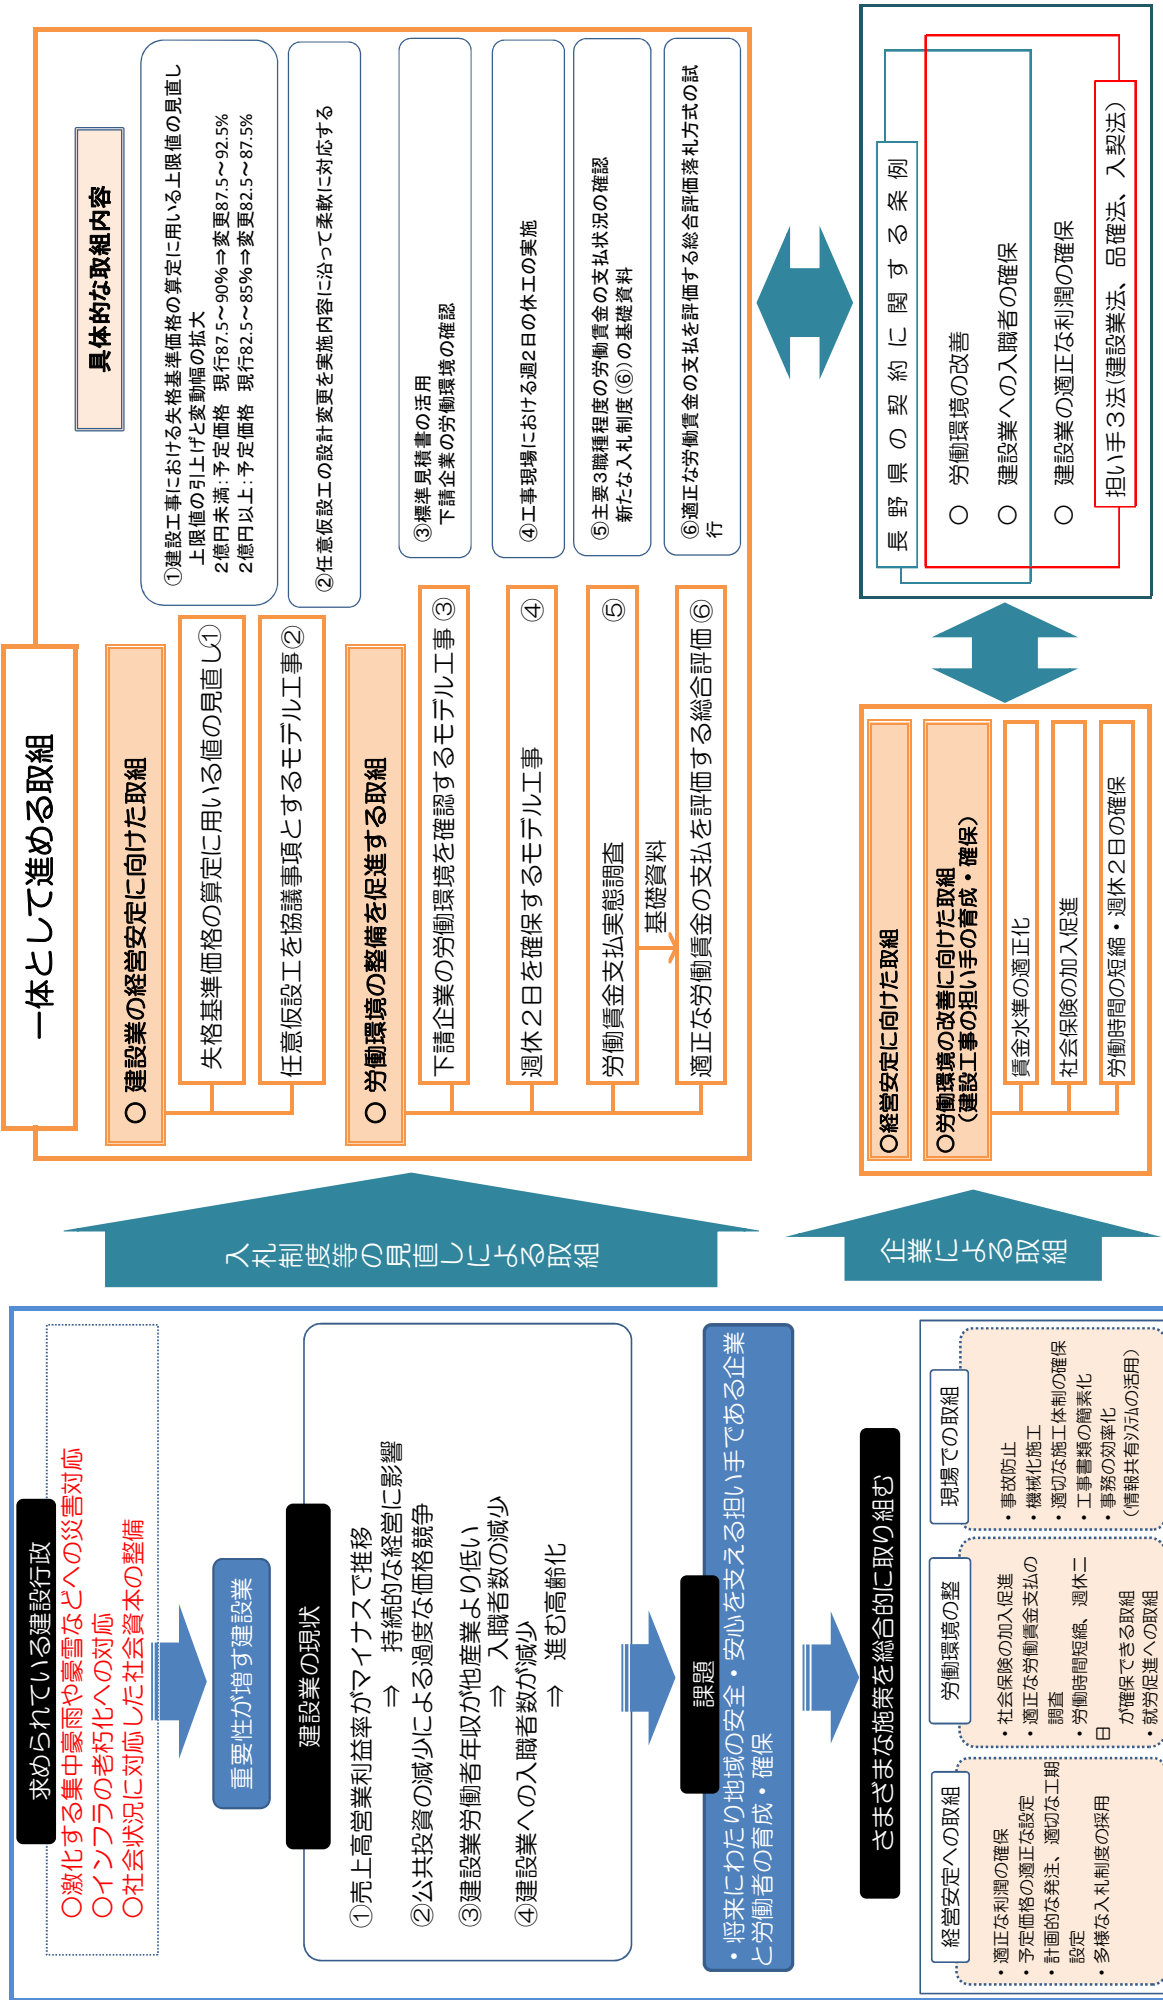 求められている建設行政
〇激化する集中豪雨や豪雪などへの災害対応
〇インフラの老朽化への対応
〇社会状況に対応した社会資本の整備
重要性が増す建設業
建設業の現状
①売上高営業利益率がマイナスで推移
⇒ 持続的な経営に影響
②公共投資の減少による過度な価格競争
③建設業労働者年収が他産業より低い
⇒ 入職者数の減少
④建設業への入職者数が減少
⇒ 進む高齢化
課題
・将来にわたり地域の安全・安心を支える担い手である企業
と労働者の育成・確保
さまざまな施策を総合的に取り組む
経営安定への取組
・適正な利潤の確保
・予定価格の適正な設定
・計画的な発注、適切な工期
設定
・多様な入札制度の採用
労働環境の整
・社会保険の加入促進
・適正な労働賃金支払の
調査
・労働時間短縮、週休二
日
が確保できる取組
・就労促進への取組
現場での取組
・事故防止
・機械化施工
・適切な施工体制の確保
・工事書類の簡素化
・事務の効率化
（情報共有システムの活用）
入札制度等の見直しによる取組
企業による取組
一体として進める取組
〇 建設業の経営安定に向けた取組
失格基準価格の算定に用いる値の見直し①
任意仮設工を協議事項とするモデル工事②
〇 労働環境の整備を促進する取組
下請企業の労働環境を確認するモデル工事③
週休２日を確保するモデル工事 ④
労働賃金支払実態調査 ⑤
基礎資料
適正な労働賃金の支払を評価する総合評価⑥
具体的な取組内容
①建設工事における失格基準価格の算定に用いる上限値の見直し
上限値の引上げと変動幅の拡大
2億円未満:予定価格 現行87.5～90%⇒変更87.5～92.5%
2億円以上:予定価格 現行82.5～85%⇒変更82.5～87.5%
②任意仮設工の設計変更を実施内容に沿って柔軟に対応する
③標準見積書の活用
下請企業の労働環境の確認
④工事現場における週2日の休工の実施
⑤主要3職種程度の労働賃金の支払状況の確認
新たな入札制度(⑥)の基礎資料
⑥適正な労働賃金の支払を評価する総合評価落札方式の試
行
〇経営安定に向けた取組
〇労働環境の改善に向けた取組
（建設工事の担い手の育成・確保）
賃金水準の適正化
社会保険の加入促進
労働時間の短縮・週休２日の確保
長野県の契約に関する条例
〇 労働環境の改善
〇 建設業への入職者の確保
〇 建設業の適正な利潤の確保
担い手３法(建設業法、品確法、入契法)